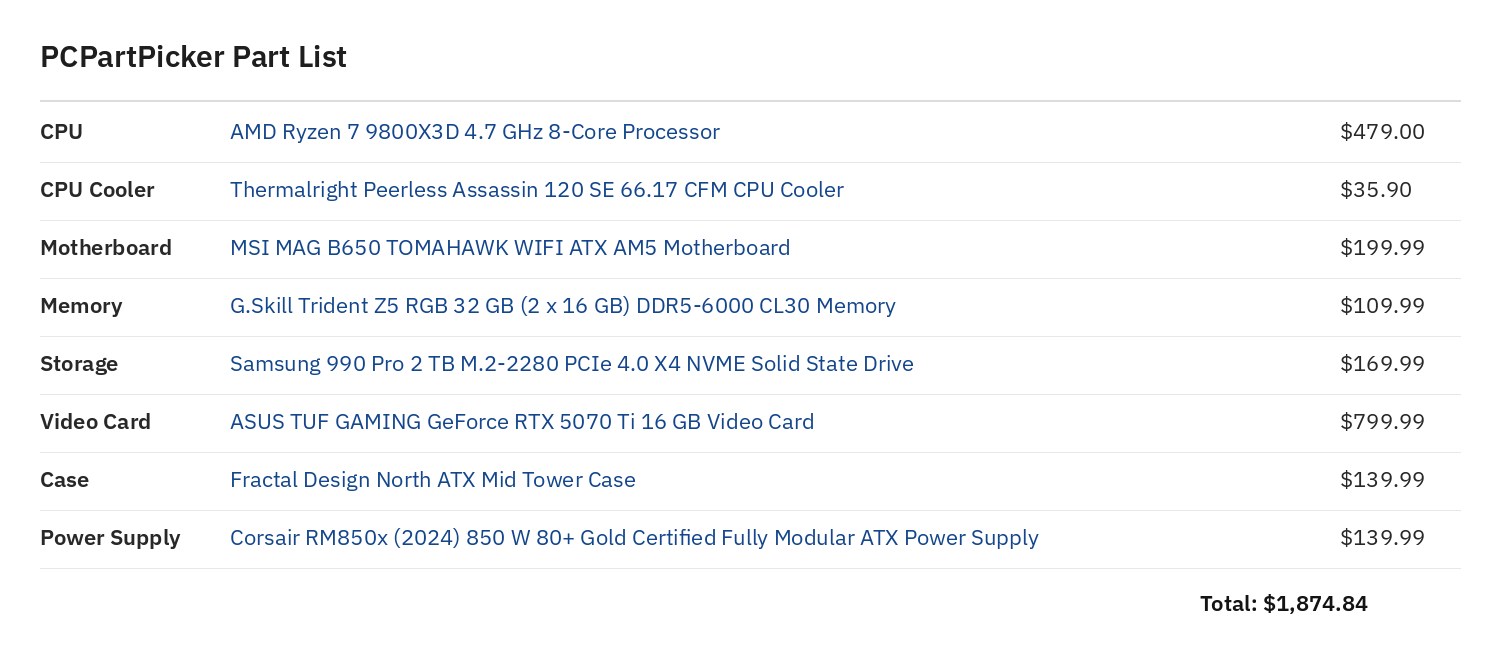 PCPartPicker Part List
CPU AMD Ryzen 7 9800X3D 4.7 GHz 8-Core Processor $479.00
CPU Cooler Thermalright Peerless Assassin 120 SE 66.17 CFM CPU Cooler $35.90
Motherboard MSI MAG B650 TOMAHAWK WIFI ATX AM5 Motherboard $199.99
Memory G.Skill Trident Z5 RGB 32 GB (2 x 16 GB) DDR5-6000 CL30 Memory $109.99
Storage Samsung 990 Pro 2 TB M.2-2280 PCIe 4.0 X4 NVME Solid State Drive $169.99
Video Card ASUS TUF GAMING GeForce RTX 5070 Ti 16 GB Video Card $799.99
Case Fractal Design North ATX Mid Tower Case $139.99
Power Supply Corsair RM850x (2024) 850 W 80+ Gold Certified Fully Modular ATX Power Supply $139.99
Total: $1,874.84